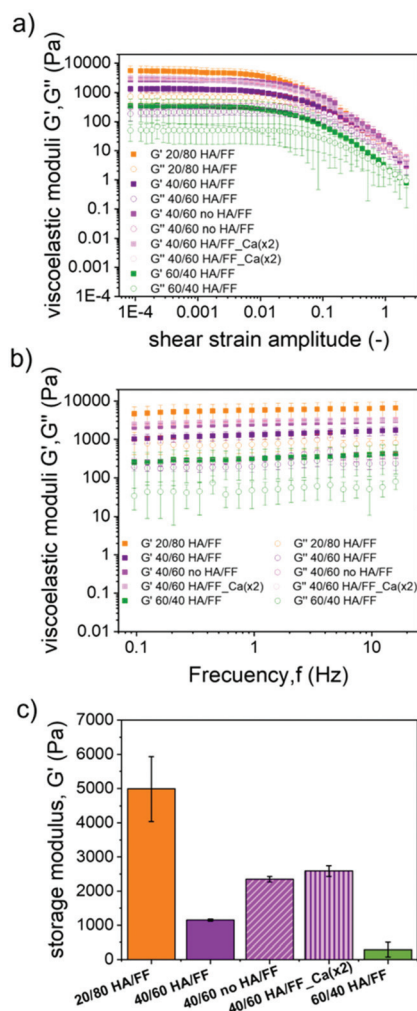 a)
viscoelastic moduli G',G'' (Pa)
10000
1000
100
10
1
0.1
0.01
0.001
1E-4
G' 20/80 HA/FF
G'' 20/80 HA/FF
G' 40/60 HA/FF
G'' 40/60 HA/FF
G' 40/60 no HA/FF
G'' 40/60 no HA/FF
G' 40/60 HA/FF_Ca(x2)
G'' 40/60 HA/FF_Ca(x2)
G' 60/40 HA/FF
G'' 60/40 HA/FF
1E-4 0.001 0.01 0.1 1
shear strain amplitude (-)
b)
viscoelastic moduli G',G'' (Pa)
10000
1000
100
10
1
0.1
0.01
G' 20/80 HA/FF G'' 20/80 HA/FF
G' 40/60 HA/FF G'' 40/60 HA/FF
G' 40/60 no HA/FF G'' 40/60 no HA/FF
G' 40/60 HA/FF_Ca(x2) G'' 40/60 HA/FF_Ca(x2)
G' 60/40 HA/FF G'' 60/40 HA/FF
0.1 1 10
Frecuency,f (Hz)
c)
storage modulus, G' (Pa)
7000
6000
5000
4000
3000
2000
1000
0
20/80 HA/FF
40/60 HA/FF
40/60 no HA/FF
40/60 HA/FF_Ca(x2)
60/40 HA/FF